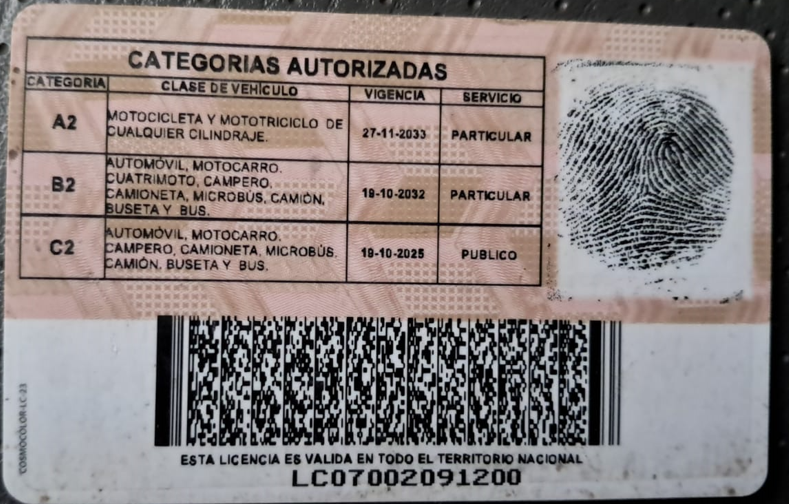 CATEGORIAS AUTORIZADAS
CATEGORIA CLASE DE VEHÍCULO VIGENCIA SERVICIO
A2 MOTOCICLETA Y MOTOTRICICLO DE CUALQUIER CILINDRAJE. 27-11-2033 PARTICULAR
B2 AUTOMÓVIL, MOTOCARRO. CUATRIMOTO, CAMPERO. CAMIONETA, MICROBÚS, CAMIÓN, BUSETA Y BUS. 19-10-2032 PARTICULAR
C2 AUTOMÓVIL, MOTOCARRO. CAMPERO, CAMIONETA, MICROBÚS. CAMIÓN. BUSETA Y BUS. 19-10-2025 PUBLICO
COSMOCOLOR-LC-23
ESTA LICENCIA ES VALIDA EN TODO EL TERRITORIO NACIONAL
LC07002091200